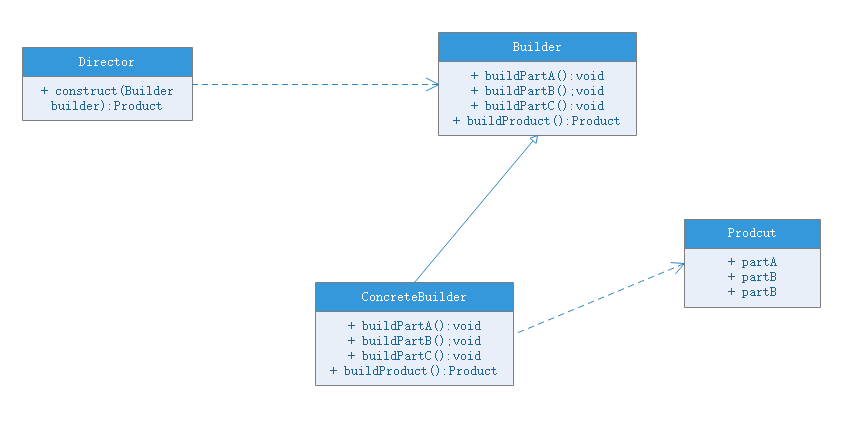 Director
+ construct(Builder
builder):Product
Builder
+ buildPartA():void
+ buildPartB();void
+ buildPartC():void
+ buildProduct():Product
Prodcut
+ partA
+ partB
+ partB
ConcreteBuilder
+ buildPartA():void
+ buildPartB();void
+ buildPartC():void
+ buildProduct():Product